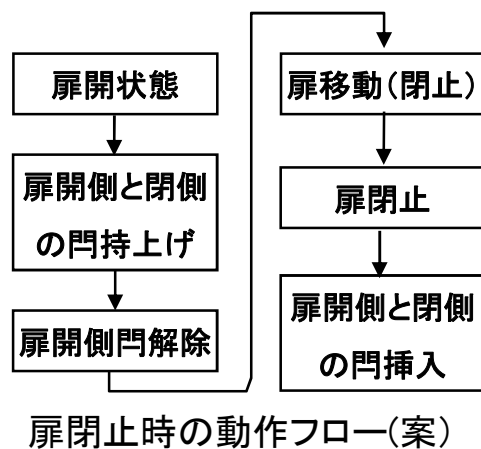 扉開状態
扉開側と閉側
の閂持上げ
扉開側閂解除
扉移動(閉止)
扉閉止
扉開側と閉側
の閂挿入
扉閉止時の動作フロー(案)